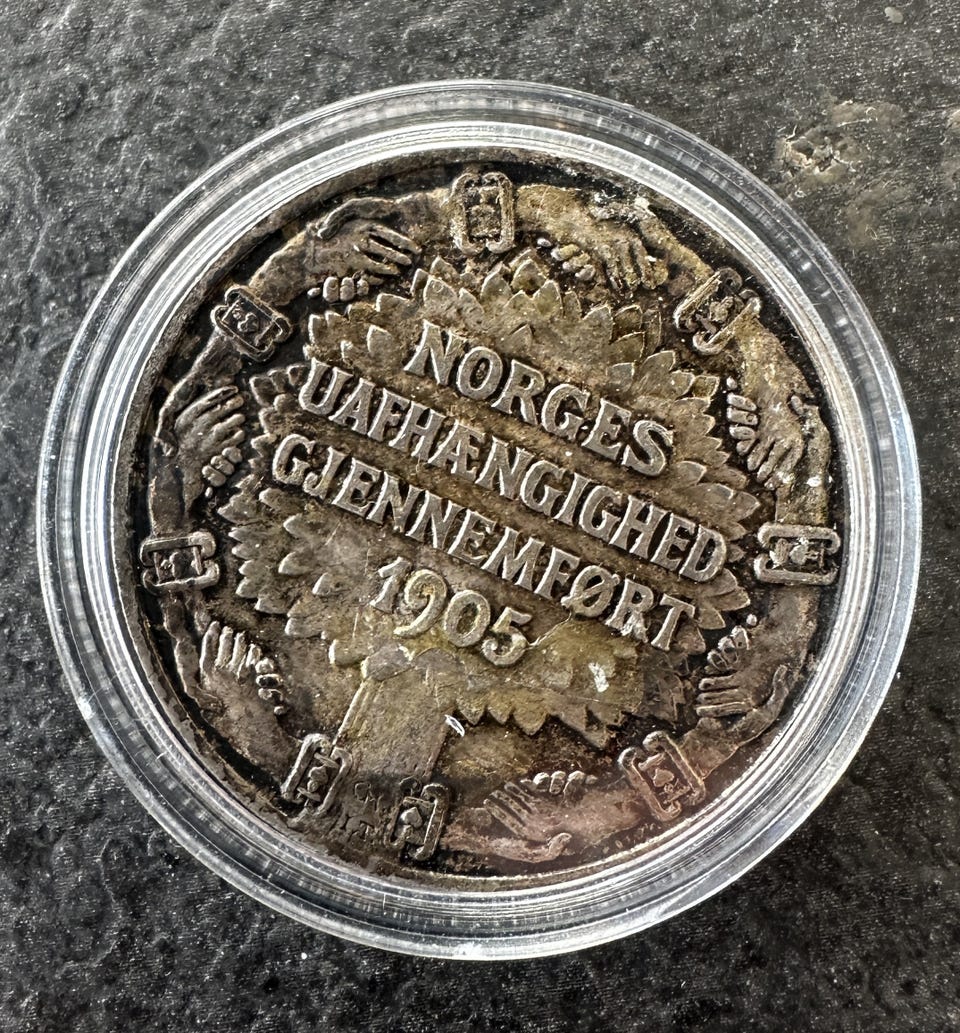 NORGES
UAFHÆNGIGHED
GJENNEMFØRT
1905